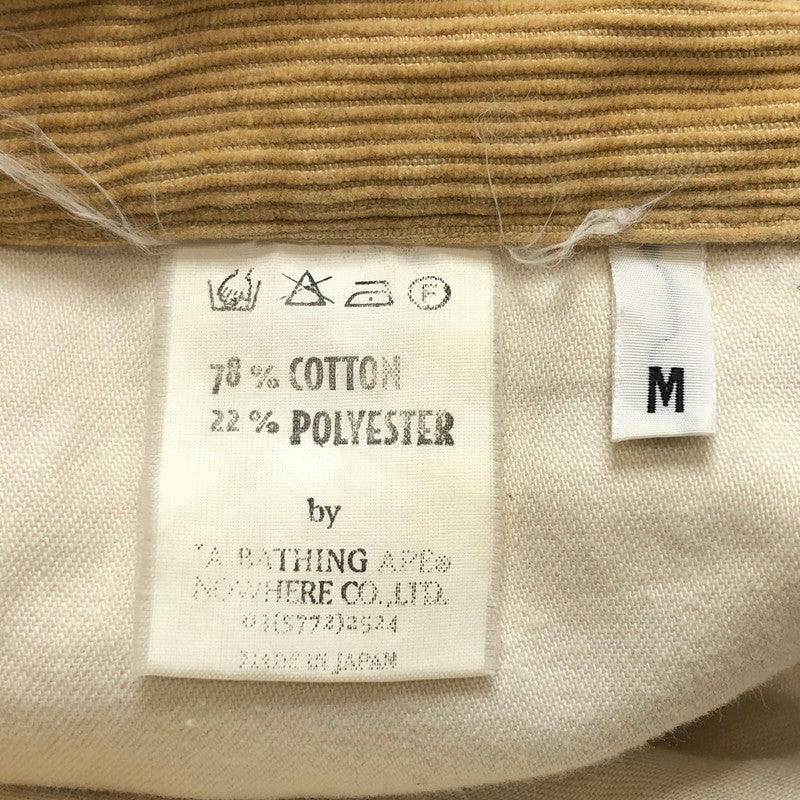 F
78% COTTON
22% POLYESTER
by
"A BATHING APE®
NOWHERE CO.,LTD.
03(5772)2524
MADE IN JAPAN
M